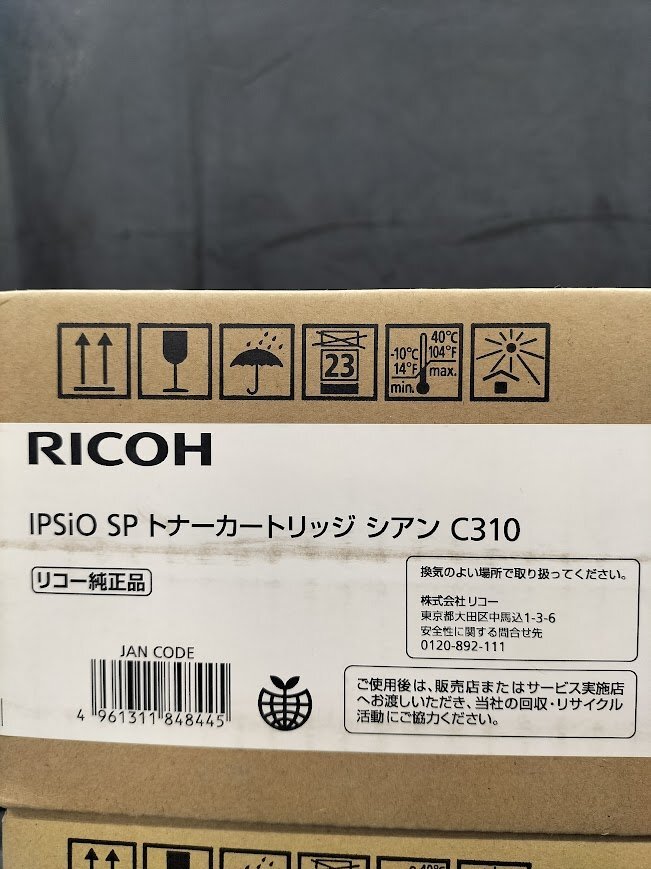 23
-10°C
14°F
min.
40°C
104°F
max.
RICOH
IPSiO SP トナーカートリッジ シアン C310
リコー純正品
換気のよい場所で取り扱ってください。
株式会社リコー
東京都大田区中馬込1-3-6
安全性に関する問合せ先
0120-892-111
JAN CODE
4 961311 848445
ご使用後は、販売店またはサービス実施店
へお渡しいただき、当社の回収・リサイクル
活動にご協力ください。